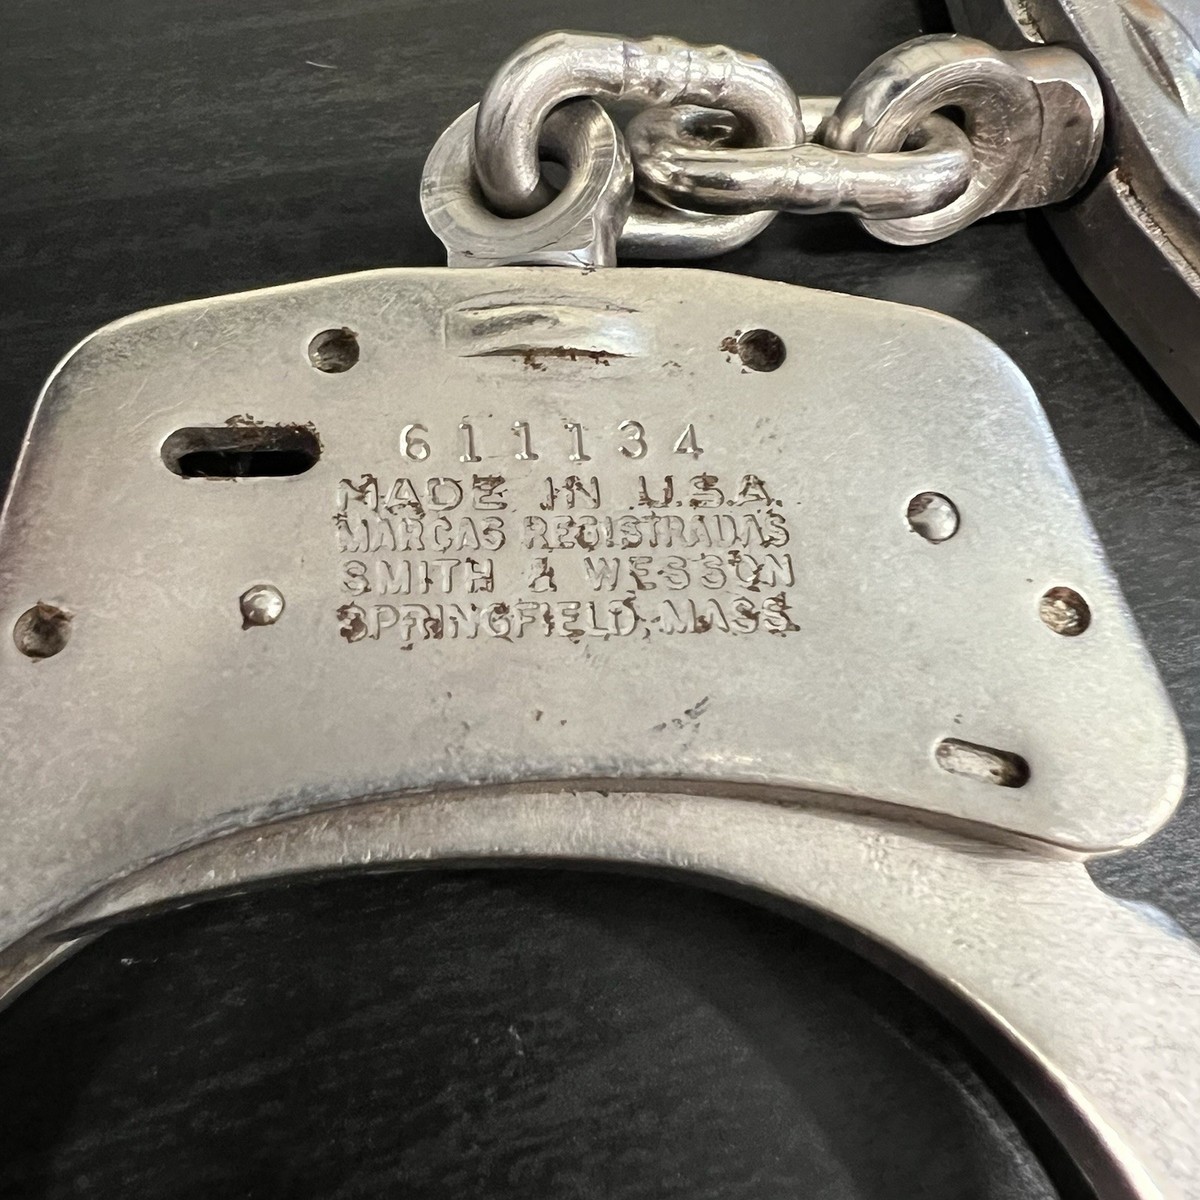 611134
MADE IN U.S.A.
MARCAS REGISTRADAS
SMITH & WESSON
SPRINGFIELD, MASS.